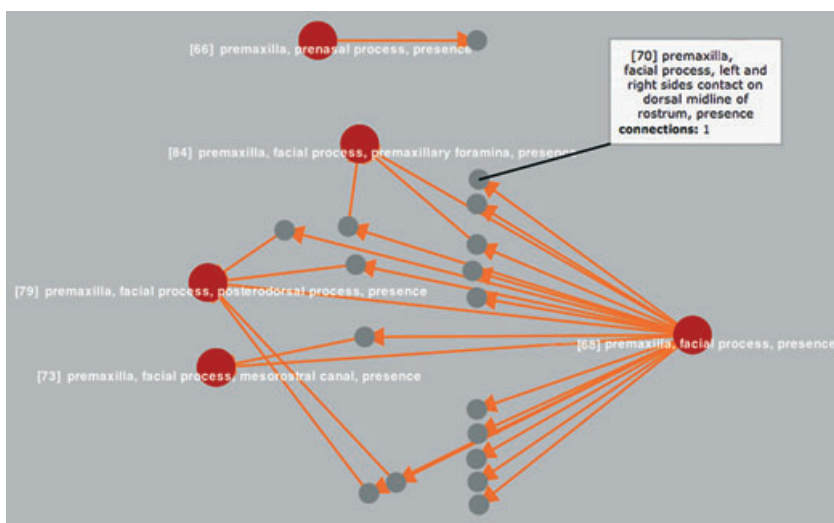 [66] premaxilla, prenasal process, presence
[70] premaxilla,
facial process, left and
right sides contact on
dorsal midline of
rostrum, presence
connections: 1
[84] premaxilla, facial process, premaxillary foramina, presence
[79] premaxilla, facial process, posterodorsal process, presence
[68] premaxilla, facial process, presence
[73] premaxilla, facial process, mesorostral canal, presence